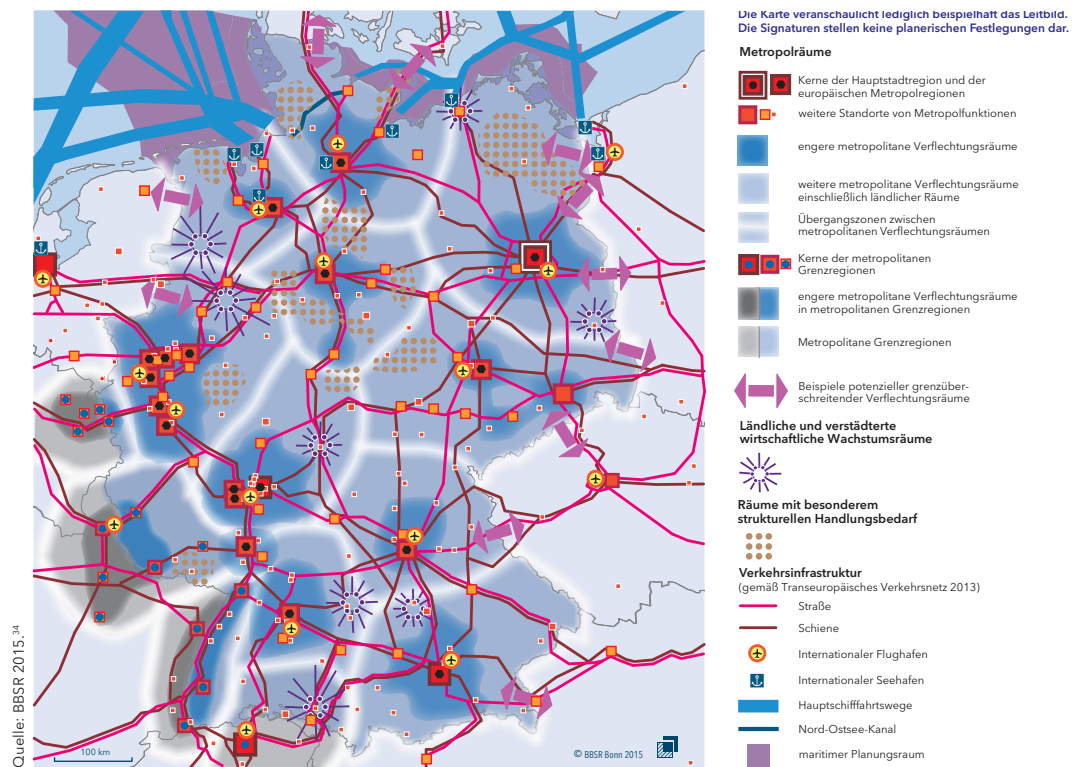 Die Karte veranschaulicht lediglich beispielhaft das Leitbild.
Die Signaturen stellen keine planerischen Festlegungen dar.
Metropolräume
Kerne der Hauptstadtregion und der
europäischen Metropolregionen
weitere Standorte von Metropolfunktionen
engere metropolitane Verflechtungsräume
weitere metropolitane Verflechtungsräume
einschließlich ländlicher Räume
Übergangszonen zwischen
metropolitanen Verflechtungsräumen
Kerne der metropolitanen
Grenzregionen
engere metropolitane Verflechtungsräume
in metropolitanen Grenzregionen
Metropolitane Grenzregionen
Beispiele potenzieller grenzüber-
schreitender Verflechtungsräume
Ländliche und verstädterte
wirtschaftliche Wachstumsräume
Räume mit besonderem
strukturellen Handlungsbedarf
Verkehrsinfrastruktur
(gemäß Transeuropäisches Verkehrsnetz 2013)
Straße
Schiene
Internationaler Flughafen
Internationaler Seehafen
Hauptschifffahrtswege
Nord-Ostsee-Kanal
maritimer Planungsraum
100 km
© BBSR Bonn 2015
Quelle: BBSR 2015.³⁴